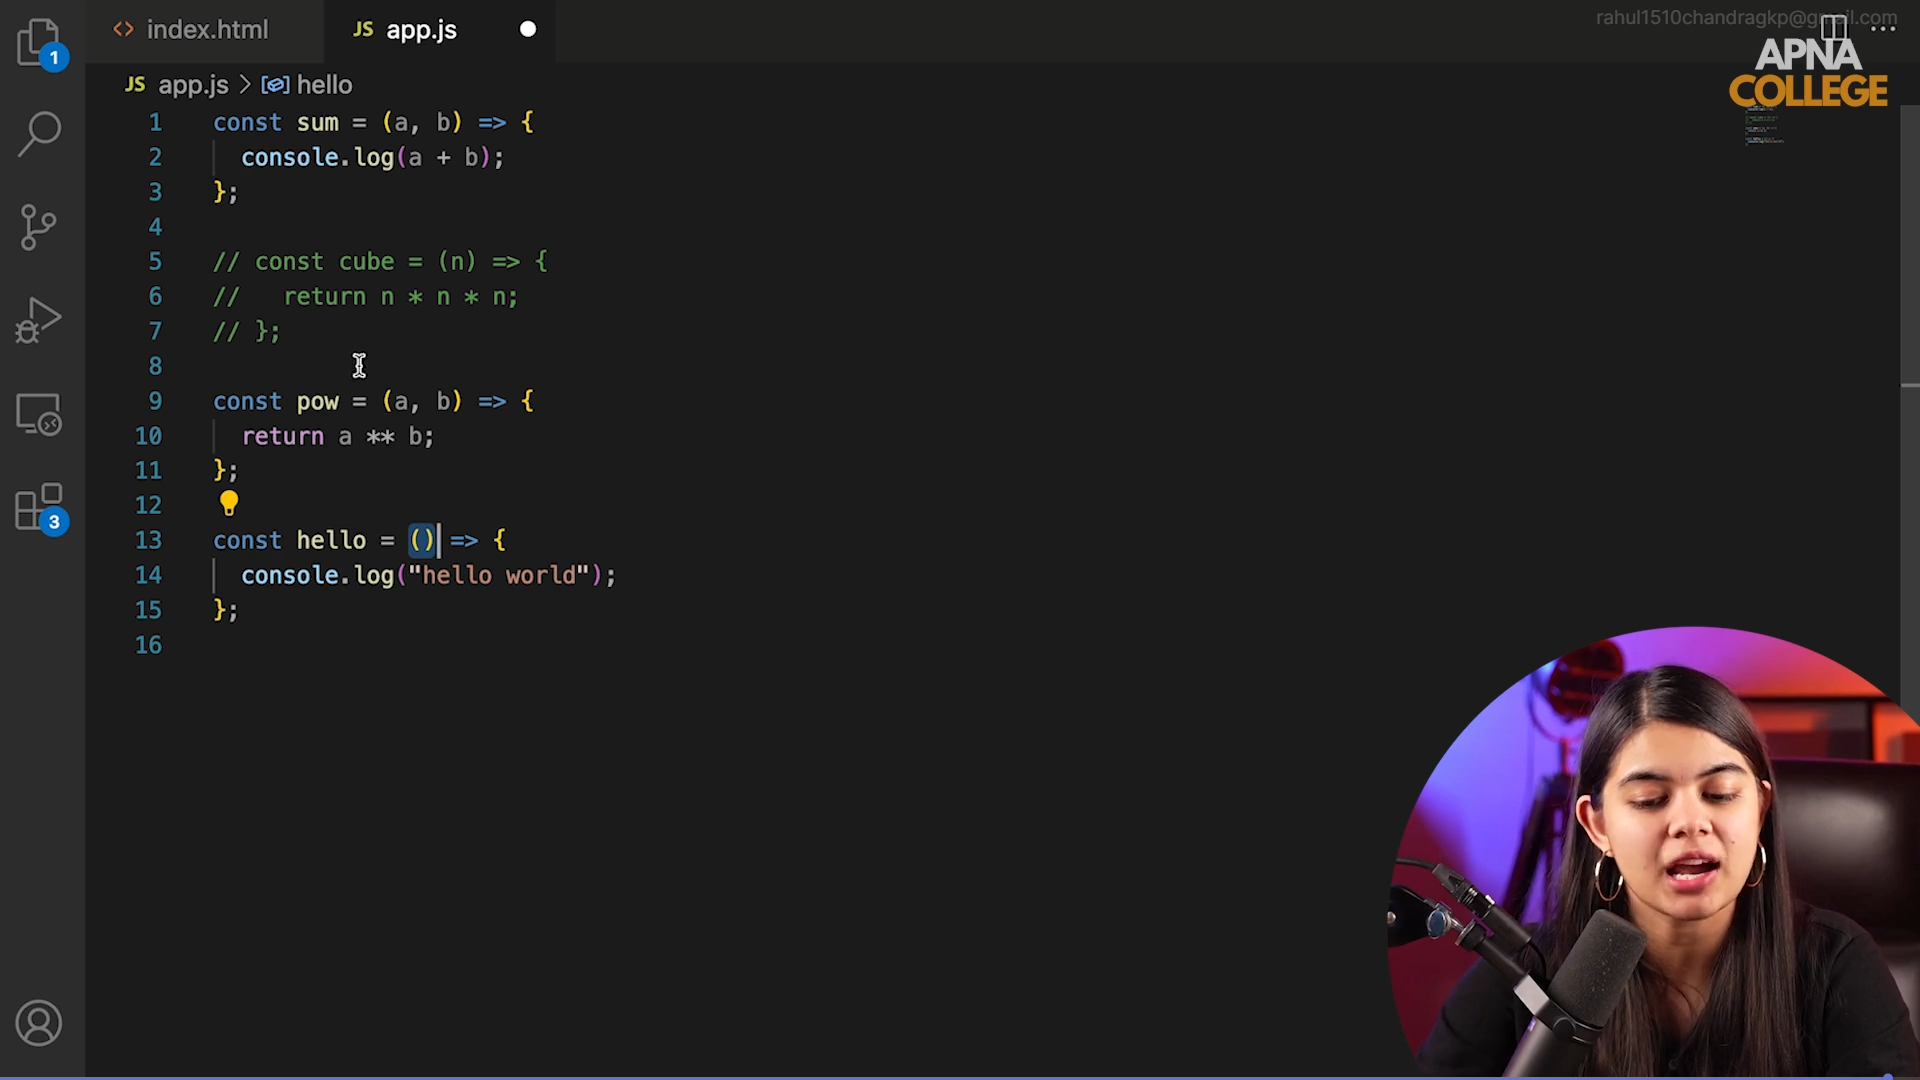 rahul1510chandragkp@gmail.com
index.html
JS app.js
APNA
COLLEGE
1
JS app.js > hello
1 const sum = (a, b) => {
2 console.log(a + b);
3 };
4
5 // const cube = (n) => {
6 // return n * n * n;
7 // };
8
9 const pow = (a, b) => {
10 return a ** b;
11 };
12
13 const hello = () => {
14 console.log("hello world");
15 };
16
3